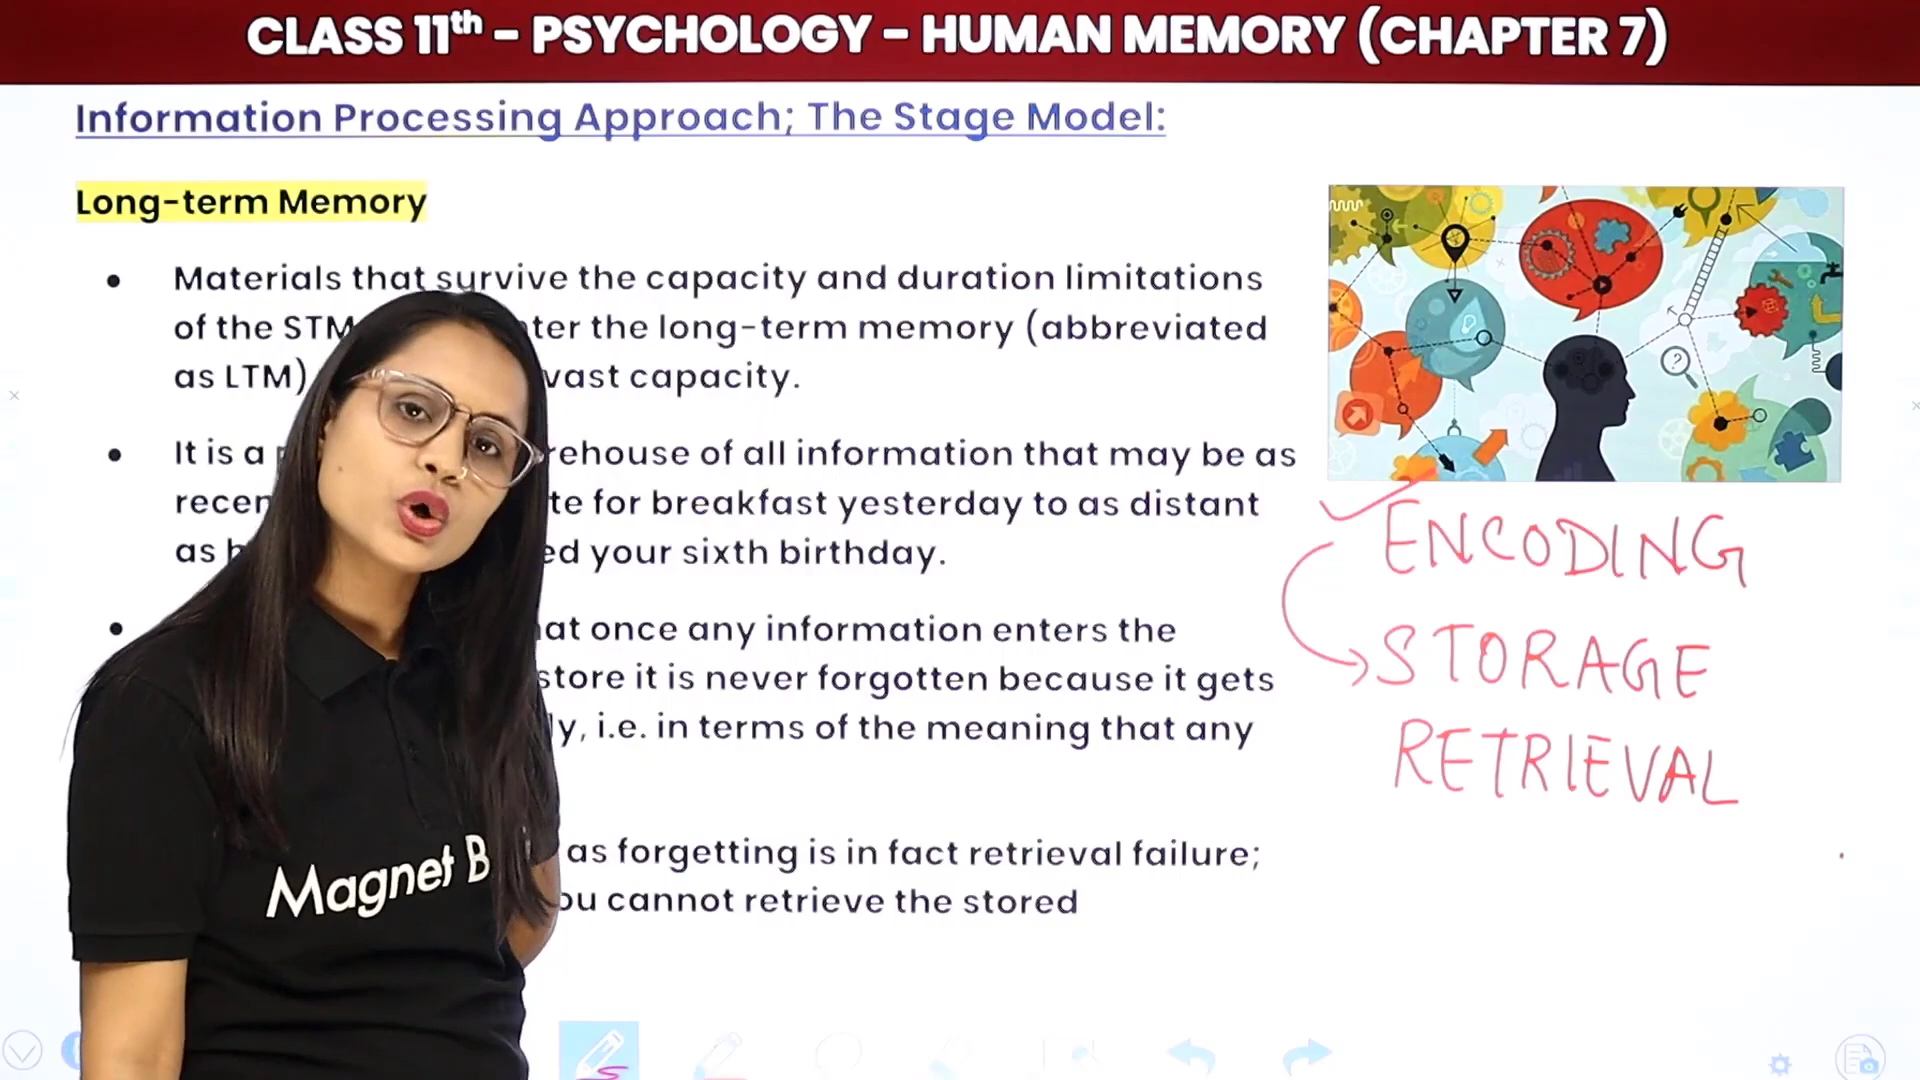 CLASS 11th - PSYCHOLOGY - HUMAN MEMORY (CHAPTER 7)
Information Processing Approach; The Stage Model:
Long-term Memory
Materials that survive the capacity and duration limitations
of the STM nter the long-term memory (abbreviated
as LTM) vast capacity.
It is a rehouse of all information that may be as
recen te for breakfast yesterday to as distant
as h ed your sixth birthday.
at once any information enters the
store it is never forgotten because it gets
ly, i.e. in terms of the meaning that any
as forgetting is in fact retrieval failure;
ou cannot retrieve the stored
ENCODING
STORAGE
RETRIEVAL
Magnet B